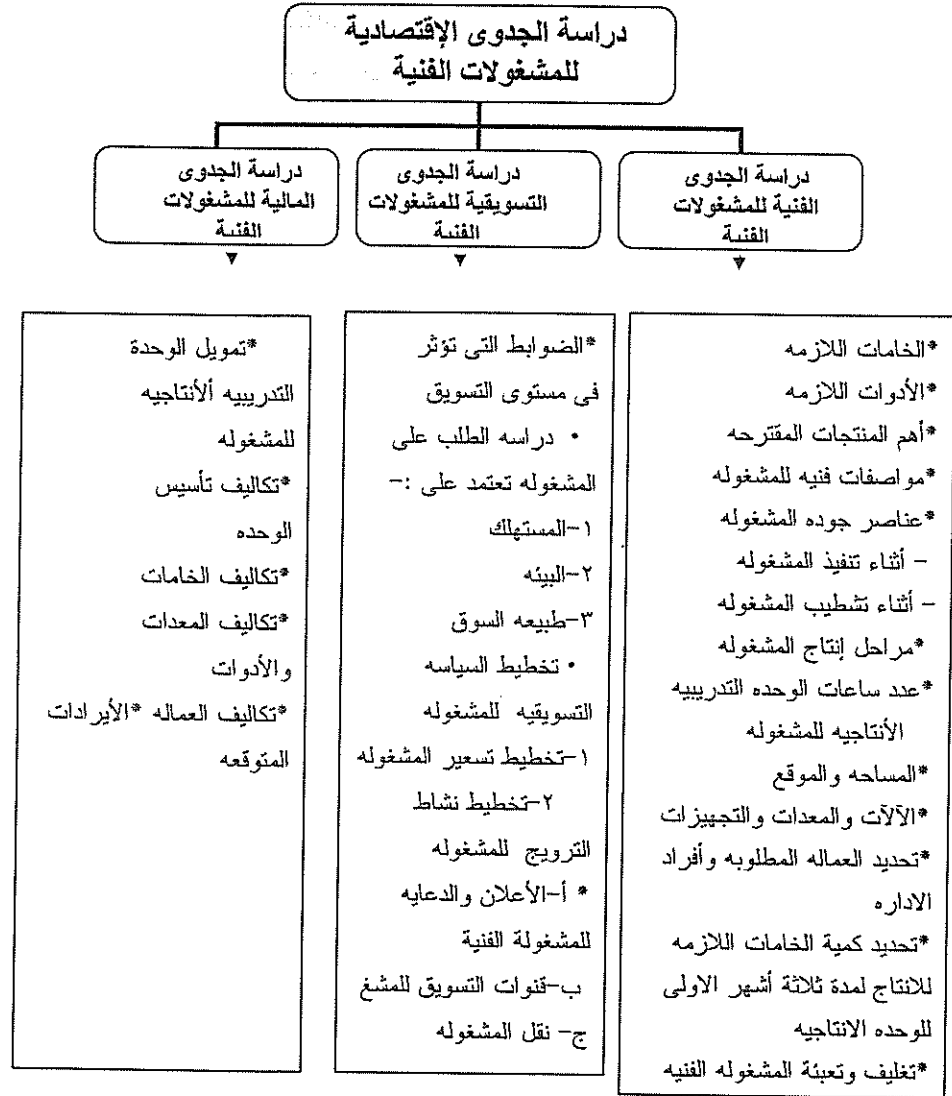 دراسة الجدوى الإقتصادية
للمشغولات الفنية
دراسة الجدوى
الفنية للمشغولات
الفنية
دراسة الجدوى
التسويقية للمشغولات
الفنية
دراسة الجدوى
المالية للمشغولات
الفنية
*الخامات اللازمه
*الأدوات اللازمه
*أهم المنتجات المقترحه
*مواصفات فنيه للمشغوله
*عناصر جوده المشغوله
- أثناء تنفيذ المشغوله
- أثناء تشطيب المشغوله
*مراحل إنتاج المشغوله
*عدد ساعات الوحده التدريبيه
الأنتاجيه للمشغوله
*المساحه والموقع
*الآلات والمعدات والتجهيزات
*تحديد العماله المطلوبه وأفراد
الاداره
*تحديد كمية الخامات اللازمه
للانتاج لمدة ثلاثة أشهر الاولى
للوحده الانتاجيه
*تغليف وتعبئة المشغوله الفنيه
*الضوابط التى تؤثر
فى مستوى التسويق
• دراسه الطلب على
المشغوله تعتمد على :-
١-المستهلك
٢-البيئه
٣-طبيعه السوق
• تخطيط السياسه
التسويقيه للمشغوله
١-تخطيط تسعير المشغوله
٢-تخطيط نشاط
الترويج للمشغوله
* أ-الأعلان والدعايه
للمشغولة الفنية
ب-قنوات التسويق للمشغ
ج- نقل المشغوله
*تمويل الوحدة
التدريبيه ألأنتاجيه
للمشغوله
*تكاليف تأسيس
الوحده
*تكاليف الخامات
*تكاليف المعدات
والأدوات
*تكاليف العماله *الأيرادات
المتوقعه